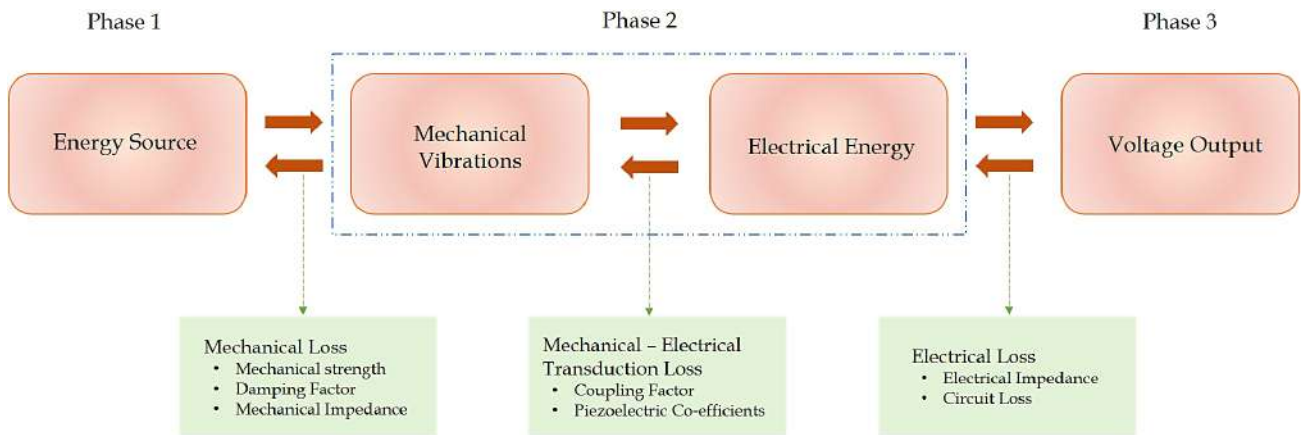 Phase 1
Phase 2
Phase 3
Energy Source
Mechanical
Vibrations
Electrical Energy
Voltage Output
Mechanical Loss
• Mechanical strength
• Damping Factor
• Mechanical Impedance
Mechanical – Electrical
Transduction Loss
• Coupling Factor
• Piezoelectric Co-efficients
Electrical Loss
• Electrical Impedance
• Circuit Loss